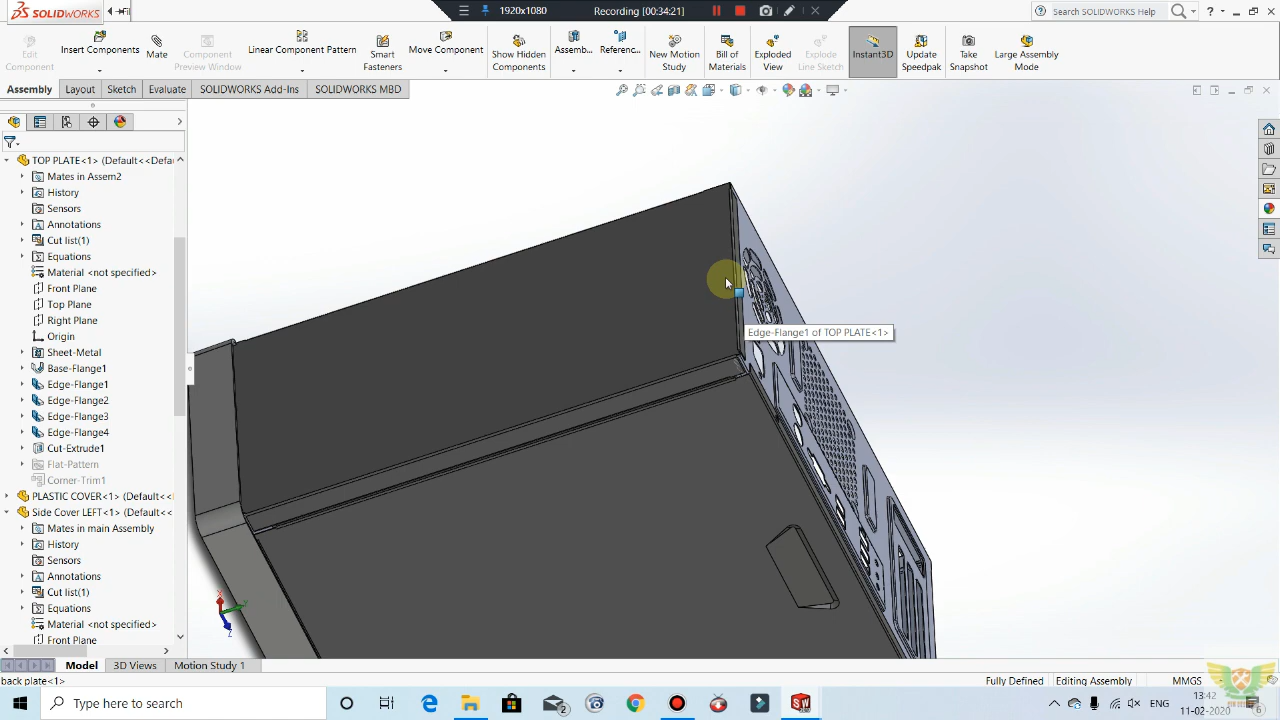 SOLIDWORKS
1920x1080
Recording [00:34:21]
Search SOLIDWORKS Help
?
Edit
Component
Insert Components
Mate
Component
Preview Window
Linear Component Pattern
Smart
Fasteners
Move Component
Show Hidden
Components
Assemb...
Referenc...
New Motion
Study
Bill of
Materials
Exploded
View
Explode
Line Sketch
Instant3D
Update
Speedpak
Take
Snapshot
Large Assembly
Mode
Assembly
Layout
Sketch
Evaluate
SOLIDWORKS Add-Ins
SOLIDWORKS MBD
TOP PLATE<1> (Default<<Defau
Mates in Assem2
History
Sensors
Annotations
Cut list(1)
Equations
Material <not specified>
Front Plane
Top Plane
Right Plane
Origin
Sheet-Metal
Base-Flange1
Edge-Flange1
Edge-Flange2
Edge-Flange3
Edge-Flange4
Cut-Extrude1
Flat-Pattern
Corner-Trim1
PLASTIC COVER<1> (Default<<
Side Cover LEFT<1> (Default<<
Mates in main Assembly
History
Sensors
Annotations
Cut list(1)
Equations
Material <not specified>
Front Plane
Edge-Flange1 of TOP PLATE<1>
X
Y
Z
Model
3D Views
Motion Study 1
back plate<1>
Fully Defined
Editing Assembly
MMGS
Type here to search
2
ENG
13:42
11-02-2020
6